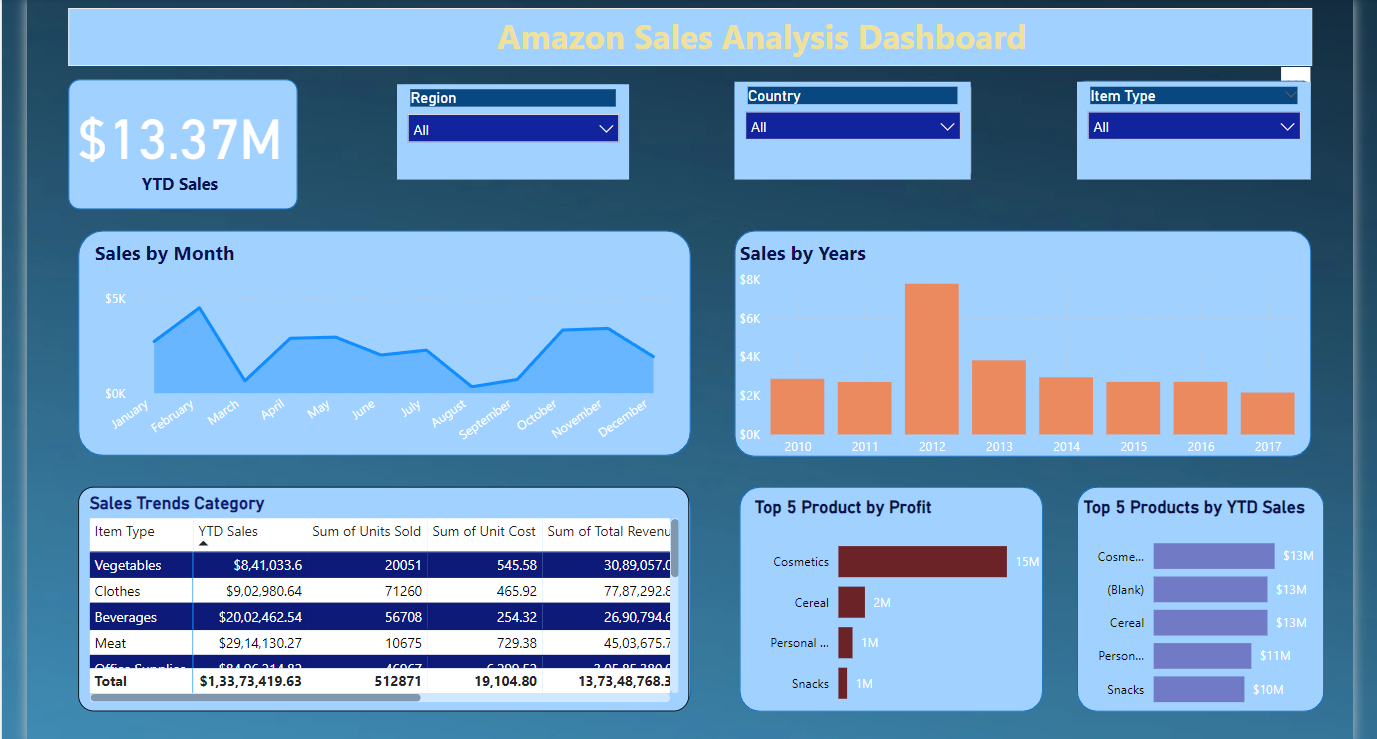 Amazon Sales Analysis Dashboard
$13.37M
YTD Sales
Region
All
Country
All
Item Type
All
Sales by Month
$5K
$0K
January
February
March
April
May
June
July
August
September
October
November
December
Sales by Years
$8K
$6K
$4K
$2K
$0K
2010 2011 2012 2013 2014 2015 2016 2017
Sales Trends Category
Item Type YTD Sales Sum of Units Sold Sum of Unit Cost Sum of Total Revenu
Vegetables $8,41,033.6 20051 545.58 30,89,057.0
Clothes $9,02,980.64 71260 465.92 77,87,292.8
Beverages $20,02,462.54 56708 254.32 26,90,794.6
Meat $29,14,130.27 10675 729.38 45,03,675.7
Office Supplies
Total $1,33,73,419.63 512871 19,104.80 13,73,48,768.3
Top 5 Product by Profit
Cosmetics 15M
Cereal 2M
Personal ... 1M
Snacks 1M
Top 5 Products by YTD Sales
Cosme... $13M
(Blank) $13M
Cereal $13M
Person... $11M
Snacks $10M